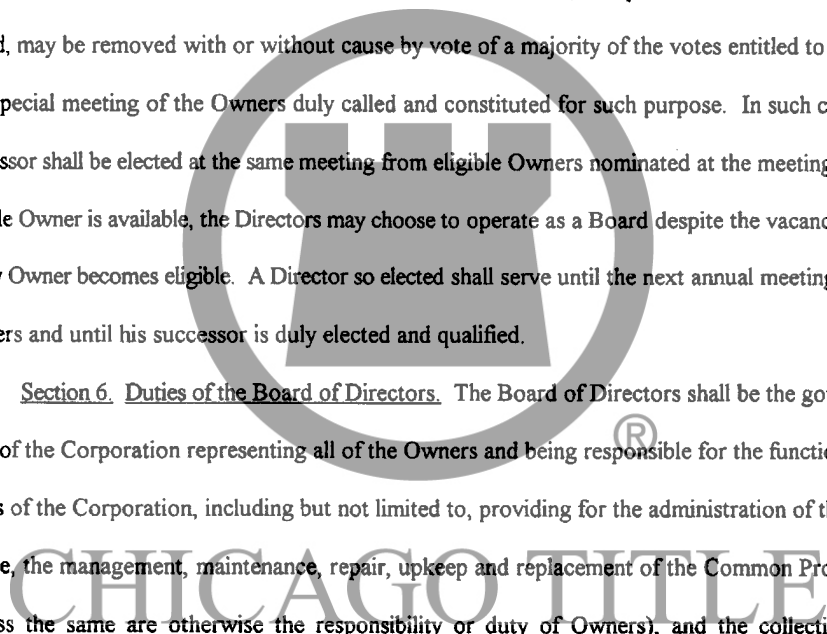 , may be removed with or without cause by vote of a majority of the votes entitled to
pecial meeting of the Owners duly called and constituted for such purpose. In such c
ssor shall be elected at the same meeting from eligible Owners nominated at the meeting
le Owner is available, the Directors may choose to operate as a Board despite the vacanc
Owner becomes eligible. A Director so elected shall serve until the next annual meeting
ers and until his successor is duly elected and qualified.
Section 6. Duties of the Board of Directors. The Board of Directors shall be the go
of the Corporation representing all of the Owners and being responsible for the functi
®
s of the Corporation, including but not limited to, providing for the administration of t
e, the management, maintenance, repair, upkeep and replacement of the Common Pro
CHICAGO TITLE
ss the same are otherwise the responsibility or duty of Owners), and the collecti